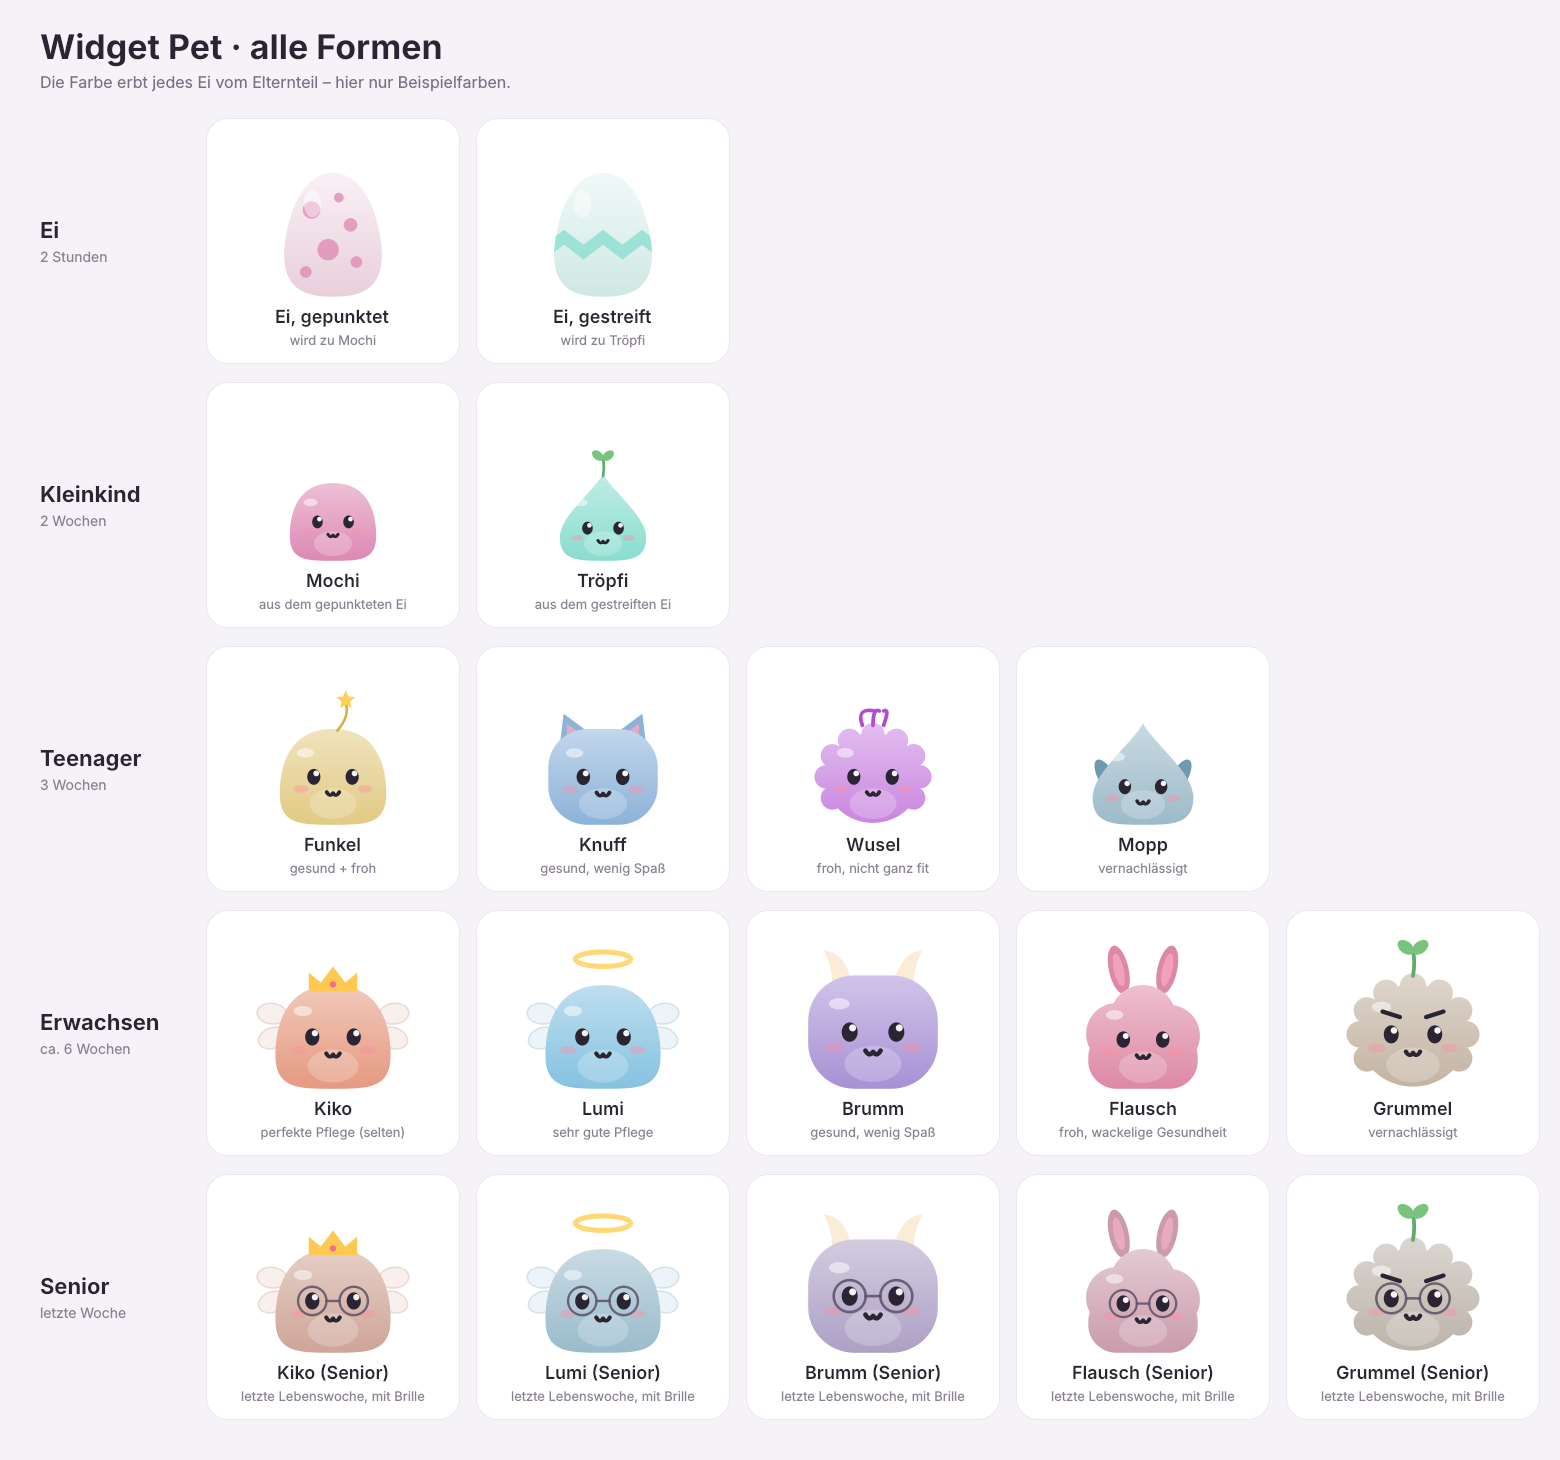 Widget Pet · alle Formen
Die Farbe erbt jedes Ei vom Elternteil – hier nur Beispielfarben.
Ei
2 Stunden
Ei, gepunktet
wird zu Mochi
Ei, gestreift
wird zu Tröpfi
Kleinkind
2 Wochen
Mochi
aus dem gepunkteten Ei
Tröpfi
aus dem gestreiften Ei
Teenager
3 Wochen
Funkel
gesund + froh
Knuff
gesund, wenig Spaß
Wusel
froh, nicht ganz fit
Mopp
vernachlässigt
Erwachsen
ca. 6 Wochen
Kiko
perfekte Pflege (selten)
Lumi
sehr gute Pflege
Brumm
gesund, wenig Spaß
Flausch
froh, wackelige Gesundheit
Grummel
vernachlässigt
Senior
letzte Woche
Kiko (Senior)
letzte Lebenswoche, mit Brille
Lumi (Senior)
letzte Lebenswoche, mit Brille
Brumm (Senior)
letzte Lebenswoche, mit Brille
Flausch (Senior)
letzte Lebenswoche, mit Brille
Grummel (Senior)
letzte Lebenswoche, mit Brille